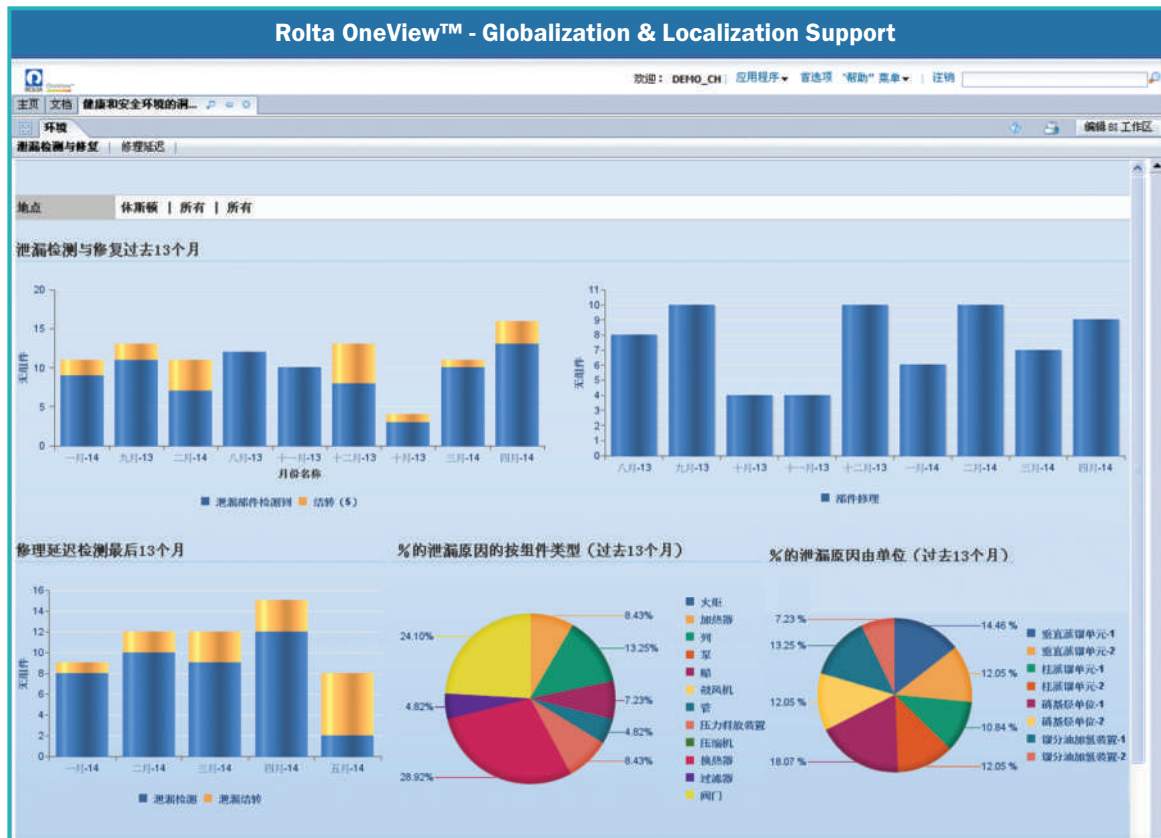 Rolta OneView™ - Globalization & Localization Support
ROLTA OneView™
欢迎： DEMO_CH 应用程序 首选项 "帮助" 菜单 注销
主页 文档 健康和安全环境的洞...
环境 编辑 BI 工作区
泄漏检测与修复 | 修理延迟 |
地点 休斯顿 | 所有 | 所有
泄漏检测与修复过去13个月
20
15
10
5
0
无组件
一月-14 九月-13 二月-14 八月-13 十一月-13 十二月-13 十月-13 三月-14 四月-14
月份名称
泄漏部件检测到 结转（5）
11
10
9
8
7
6
5
4
3
2
1
0
无组件
八月-13 九月-13 十月-13 十一月-13 十二月-13 一月-14 二月-14 三月-14 四月-14
部件修理
修理延迟检测最后13个月
16
14
12
10
8
6
4
2
0
无组件
一月-14 二月-14 三月-14 四月-14 五月-14
泄漏检测 泄漏结转
%的泄漏原因的按组件类型（过去13个月）
8.43%
13.25%
7.23%
4.82%
8.43%
28.92%
4.82%
24.10%
火炬
加热器
列
泵
船
鼓风机
管
压力释放装置
压缩机
换热器
过滤器
阀门
%的泄漏原因由单位（过去13个月）
14.46 %
12.05 %
10.84 %
12.05 %
18.07 %
12.05 %
13.25 %
7.23 %
垂直蒸馏单元-1
垂直蒸馏单元-2
柱蒸馏单元-1
柱蒸馏单元-2
硝基烃单位-1
硝基烃单位-2
馏分油加氢装置-1
馏分油加氢装置-2